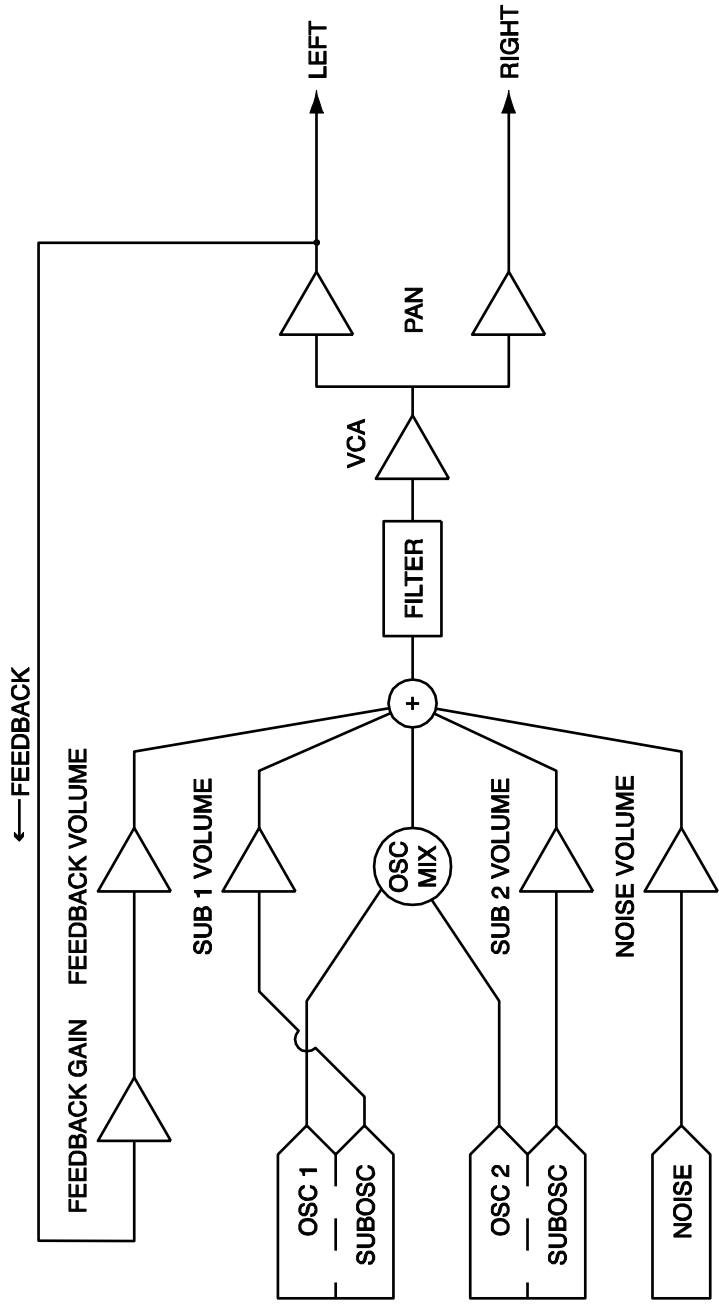 ←FEEDBACK
FEEDBACK GAIN
FEEDBACK VOLUME
SUB 1 VOLUME
OSC 1
SUBOSC
OSC
MIX
+
FILTER
VCA
PAN
LEFT
RIGHT
OSC 2
SUBOSC
SUB 2 VOLUME
NOISE
NOISE VOLUME